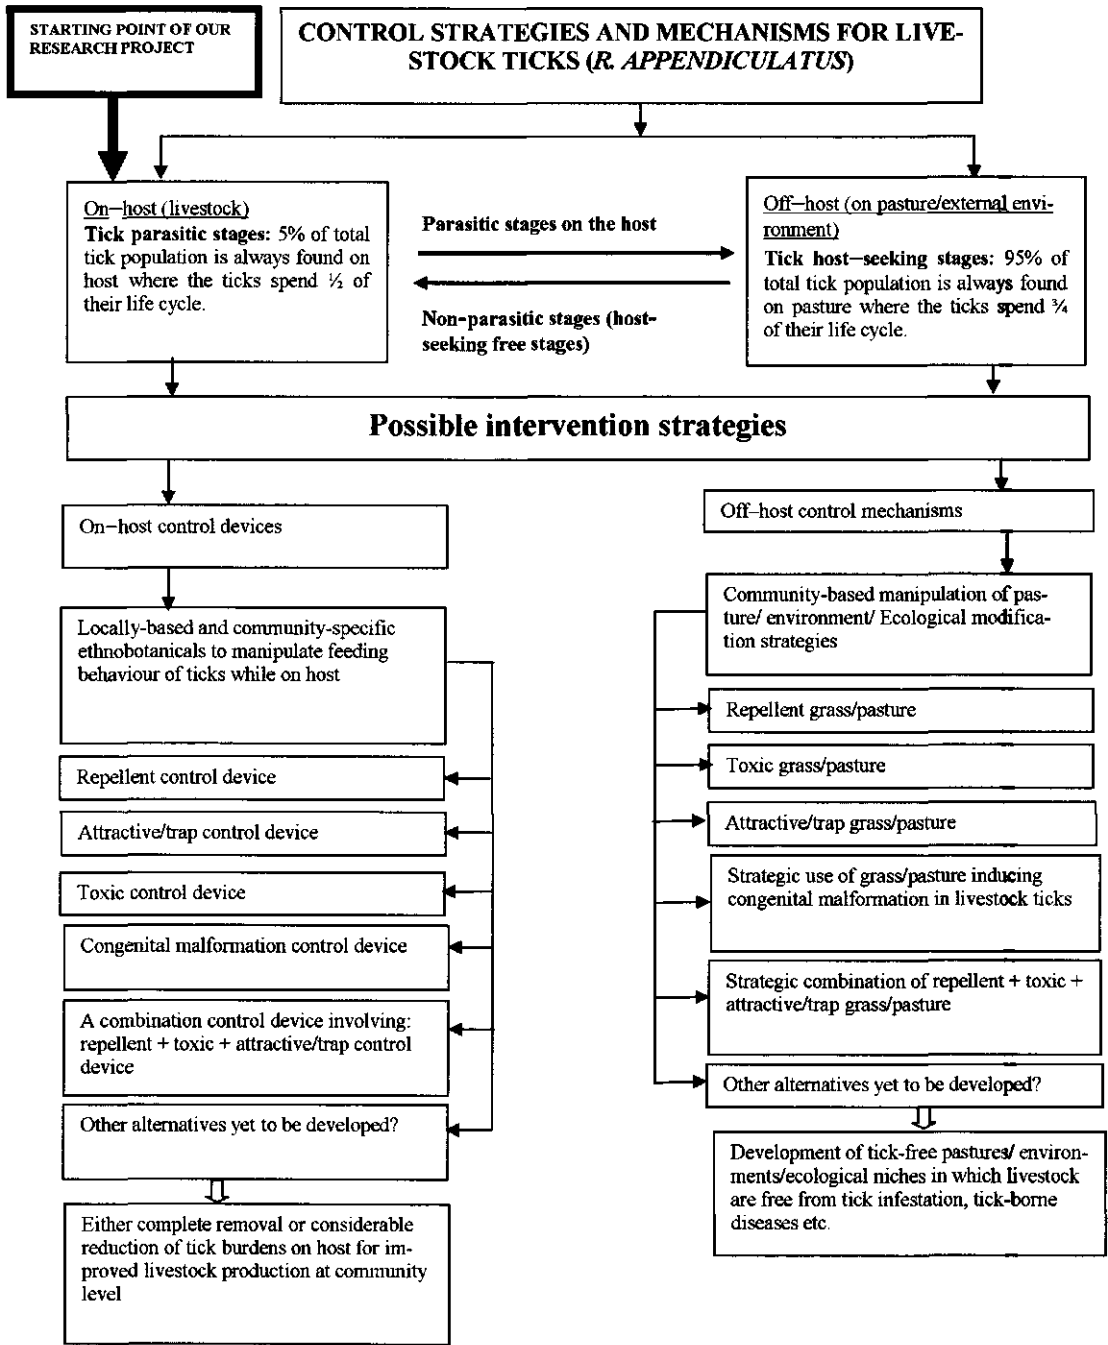 STARTING POINT OF OUR
RESEARCH PROJECT
CONTROL STRATEGIES AND MECHANISMS FOR LIVE-
STOCK TICKS (R. APPENDICULATUS)
On–host (livestock)
Tick parasitic stages: 5% of total
tick population is always found on
host where the ticks spend ½ of
their life cycle.
Parasitic stages on the host
Non-parasitic stages (host-
seeking free stages)
Off–host (on pasture/external envi-
ronment)
Tick host–seeking stages: 95% of
total tick population is always found
on pasture where the ticks spend ¾
of their life cycle.
Possible intervention strategies
On–host control devices
Locally-based and community-specific
ethnobotanicals to manipulate feeding
behaviour of ticks while on host
Repellent control device
Attractive/trap control device
Toxic control device
Congenital malformation control device
A combination control device involving:
repellent + toxic + attractive/trap control
device
Other alternatives yet to be developed?
Either complete removal or considerable
reduction of tick burdens on host for im-
proved livestock production at community
level
Off–host control mechanisms
Community-based manipulation of pas-
ture/ environment/ Ecological modifica-
tion strategies
Repellent grass/pasture
Toxic grass/pasture
Attractive/trap grass/pasture
Strategic use of grass/pasture inducing
congenital malformation in livestock ticks
Strategic combination of repellent + toxic +
attractive/trap grass/pasture
Other alternatives yet to be developed?
Development of tick-free pastures/ environ-
ments/ecological niches in which livestock
are free from tick infestation, tick-borne
diseases etc.